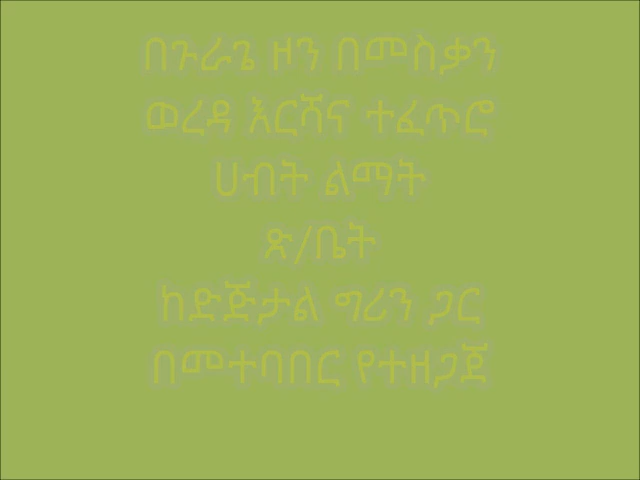 በጉራጌ ዞን በመስቃን
ወረዳ እርሻና ተፈጥሮ
ሀብት ልማት
ጽ/ቤት
ከድጅታል ግሪን ጋር
በመተባበር የተዘጋጀ